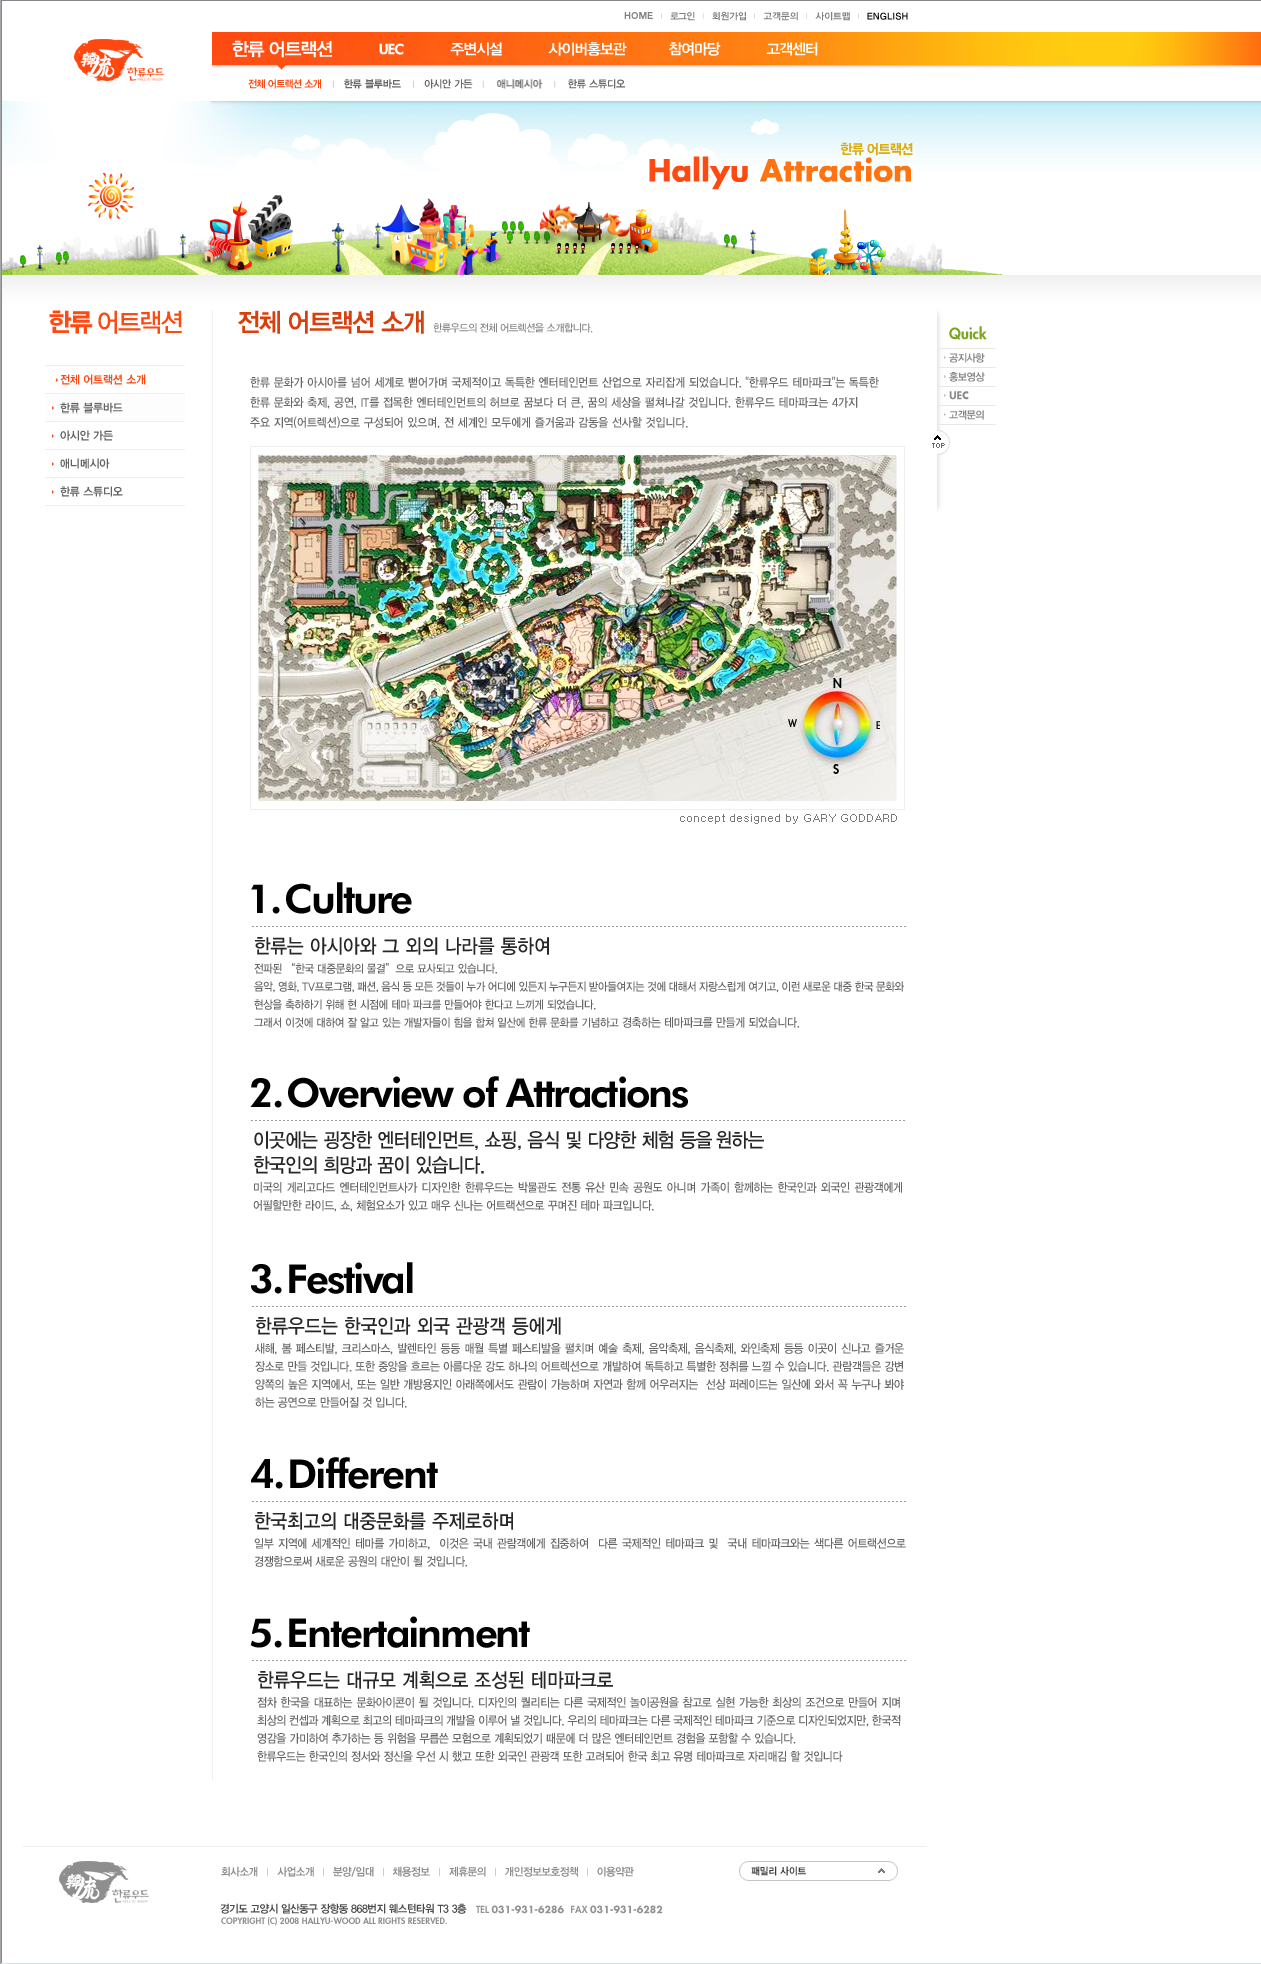 HOME 로그인 회원가입 고객문의 사이트맵 ENGLISH
韓流 한류우드
한류 어트랙션 UEC 주변시설 사이버홍보관 참여마당 고객센터
전체 어트랙션 소개 한류 블루바드 아시안 가든 애니메시아 한류 스튜디오
한류 어트랙션
Hallyu Attraction
한류 어트랙션
전체 어트랙션 소개
한류 블루바드
아시안 가든
애니메시아
한류 스튜디오
전체 어트랙션 소개 한류우드의 전체 어트랙션을 소개합니다.
한류 문화가 아시아를 넘어 세계로 뻗어가며 국제적이고 독특한 엔터테인먼트 산업으로 자리잡게 되었습니다. "한류우드 테마파크"는 독특한
한류 문화와 축제, 공연, IT를 접목한 엔터테인먼트의 허브로 꿈보다 더 큰, 꿈의 세상을 펼쳐나갈 것입니다. 한류우드 테마파크는 4가지
주요 지역(어트렉션)으로 구성되어 있으며, 전 세계인 모두에게 즐거움과 감동을 선사할 것입니다.
N
W E
S
concept designed by GARY GODDARD
Quick
공지사항
홍보영상
UEC
고객문의
TOP
1. Culture
한류는 아시아와 그 외의 나라를 통하여
전파된 "한국 대중문화의 물결" 으로 묘사되고 있습니다.
음악, 영화, TV프로그램, 패션, 음식 등 모든 것들이 누가 어디에 있든지 누구든지 받아들여지는 것에 대해서 자랑스럽게 여기고, 이런 새로운 대중 한국 문화와
현상을 축하하기 위해 현 시점에 테마 파크를 만들어야 한다고 느끼게 되었습니다.
그래서 이것에 대하여 잘 알고 있는 개발자들이 힘을 합쳐 일산에 한류 문화를 기념하고 경축하는 테마파크를 만들게 되었습니다.
2. Overview of Attractions
이곳에는 굉장한 엔터테인먼트, 쇼핑, 음식 및 다양한 체험 등을 원하는
한국인의 희망과 꿈이 있습니다.
미국의 게리고다드 엔터테인먼트사가 디자인한 한류우드는 박물관도 전통 유산 민속 공원도 아니며 가족이 함께하는 한국인과 외국인 관광객에게
어필할만한 라이드, 쇼, 체험요소가 있고 매우 신나는 어트랙션으로 꾸며진 테마 파크입니다.
3. Festival
한류우드는 한국인과 외국 관광객 등에게
새해, 봄 페스티발, 크리스마스, 발렌타인 등등 매월 특별 페스티발을 펼치며 예술 축제, 음악축제, 음식축제, 와인축제 등등 이곳이 신나고 즐거운
장소로 만들 것입니다. 또한 중앙을 흐르는 아름다운 강도 하나의 어트렉션으로 개발하여 독특하고 특별한 정취를 느낄 수 있습니다. 관람객들은 강변
양쪽의 높은 지역에서, 또는 일반 개방용지인 아래쪽에서도 관람이 가능하며 자연과 함께 어우러지는 선상 퍼레이드는 일산에 와서 꼭 누구나 봐야
하는 공연으로 만들어질 것 입니다.
4. Different
한국최고의 대중문화를 주제로하며
일부 지역에 세계적인 테마를 가미하고, 이것은 국내 관람객에게 집중하여 다른 국제적인 테마파크 및 국내 테마파크와는 색다른 어트랙션으로
경쟁함으로써 새로운 공원의 대안이 될 것입니다.
5. Entertainment
한류우드는 대규모 계획으로 조성된 테마파크로
점차 한국을 대표하는 문화아이콘이 될 것입니다. 디자인의 퀄리티는 다른 국제적인 놀이공원을 참고로 실현 가능한 최상의 조건으로 만들어 지며
최상의 컨셉과 계획으로 최고의 테마파크의 개발을 이루어 낼 것입니다. 우리의 테마파크는 다른 국제적인 테마파크 기준으로 디자인되었지만, 한국적
영감을 가미하여 추가하는 등 위험을 무릅쓴 모험으로 계획되었기 때문에 더 많은 엔터테인먼트 경험을 포함할 수 있습니다.
한류우드는 한국인의 정서와 정신을 우선 시 했고 또한 외국인 관광객 또한 고려되어 한국 최고 유명 테마파크로 자리매김 할 것입니다
韓流 한류우드
회사소개 사업소개 분양/임대 채용정보 제휴문의 개인정보보호정책 이용약관
패밀리 사이트
경기도 고양시 일산동구 장항동 868번지 웨스턴타워 T3 3층 TEL 031-931-6286 FAX 031-931-6282
COPYRIGHT (C) 2008 HALLYU-WOOD ALL RIGHTS RESERVED.